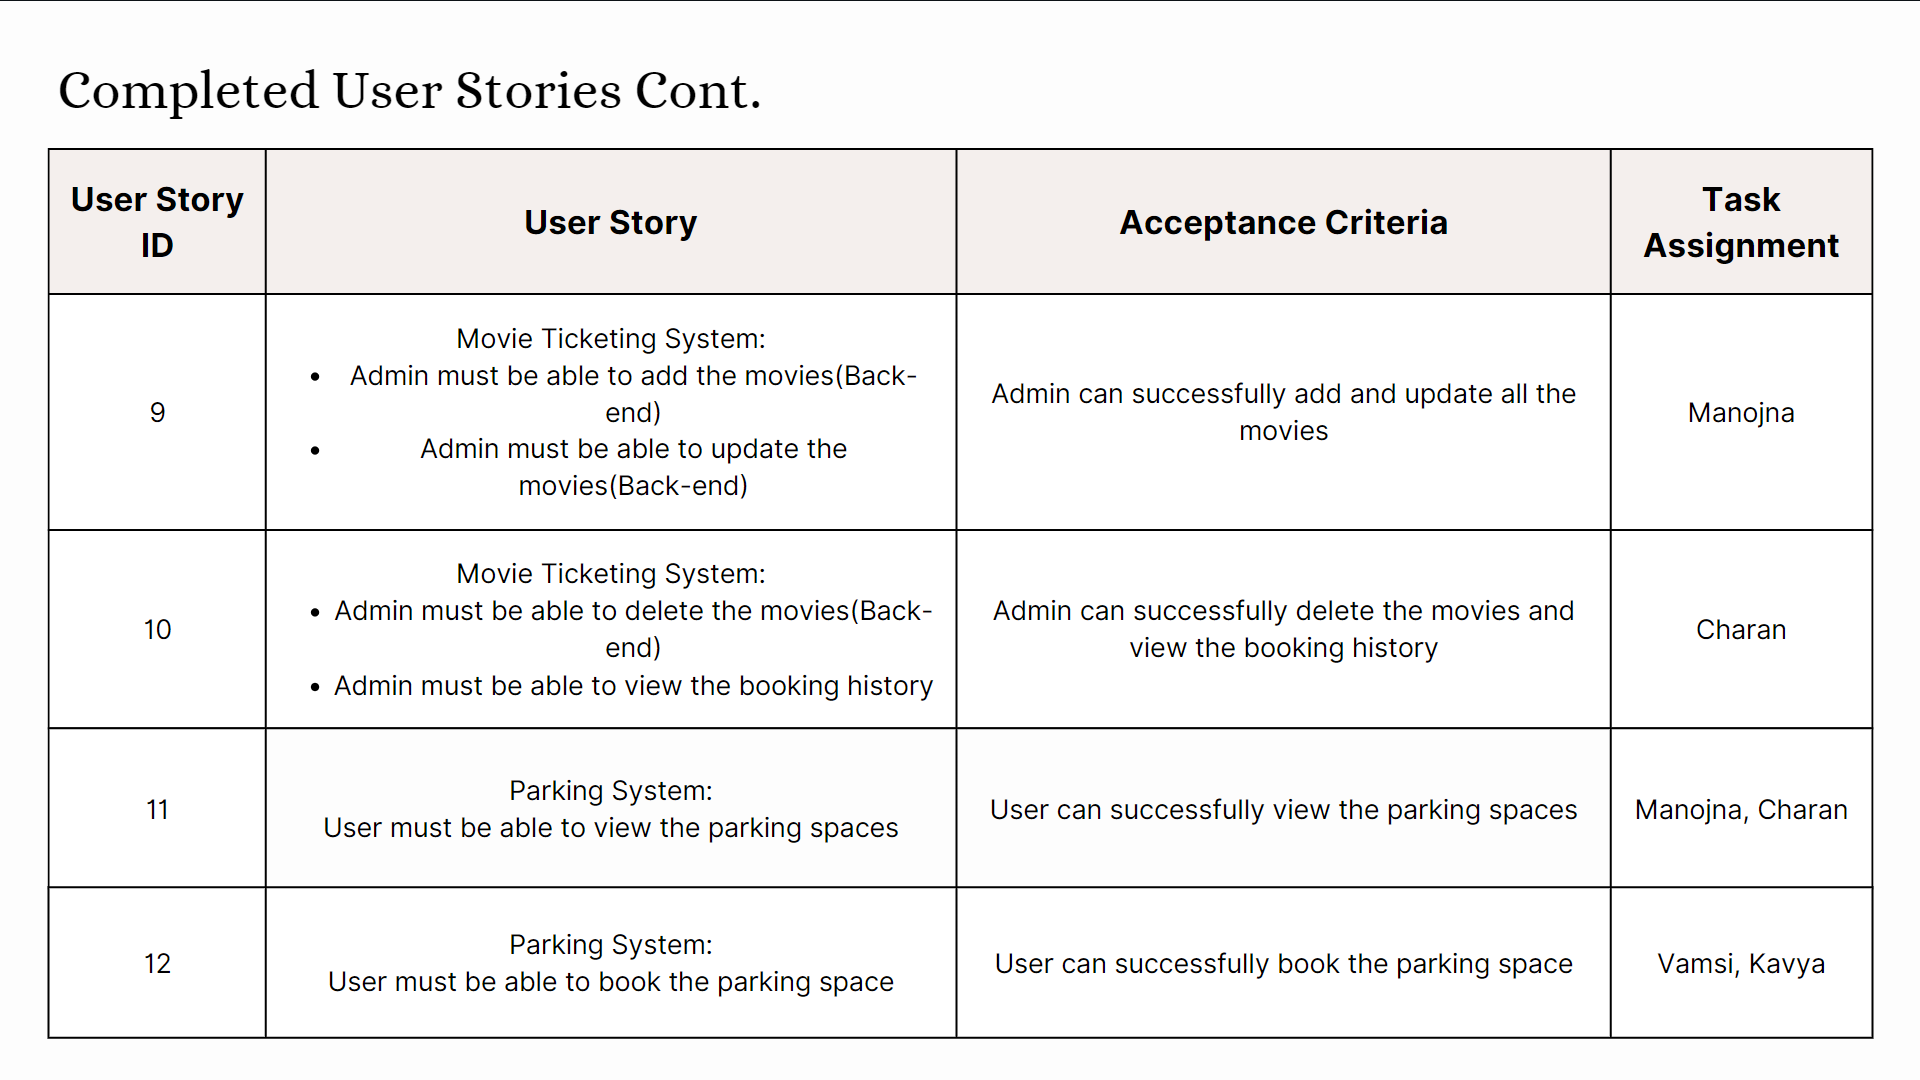 Completed User Stories Cont.
User Story
ID
User Story
Acceptance Criteria
Task
Assignment
9
Movie Ticketing System:
• Admin must be able to add the movies(Back-
end)
• Admin must be able to update the
movies(Back-end)
Admin can successfully add and update all the
movies
Manojna
10
Movie Ticketing System:
• Admin must be able to delete the movies(Back-
end)
• Admin must be able to view the booking history
Admin can successfully delete the movies and
view the booking history
Charan
11
Parking System:
User must be able to view the parking spaces
User can successfully view the parking spaces
Manojna, Charan
12
Parking System:
User must be able to book the parking space
User can successfully book the parking space
Vamsi, Kavya